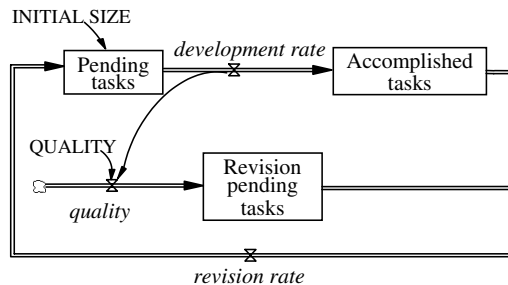 INITIAL SIZE
development rate
Pending
tasks
Accomplished
tasks
QUALITY
Revision
pending
tasks
quality
revision rate